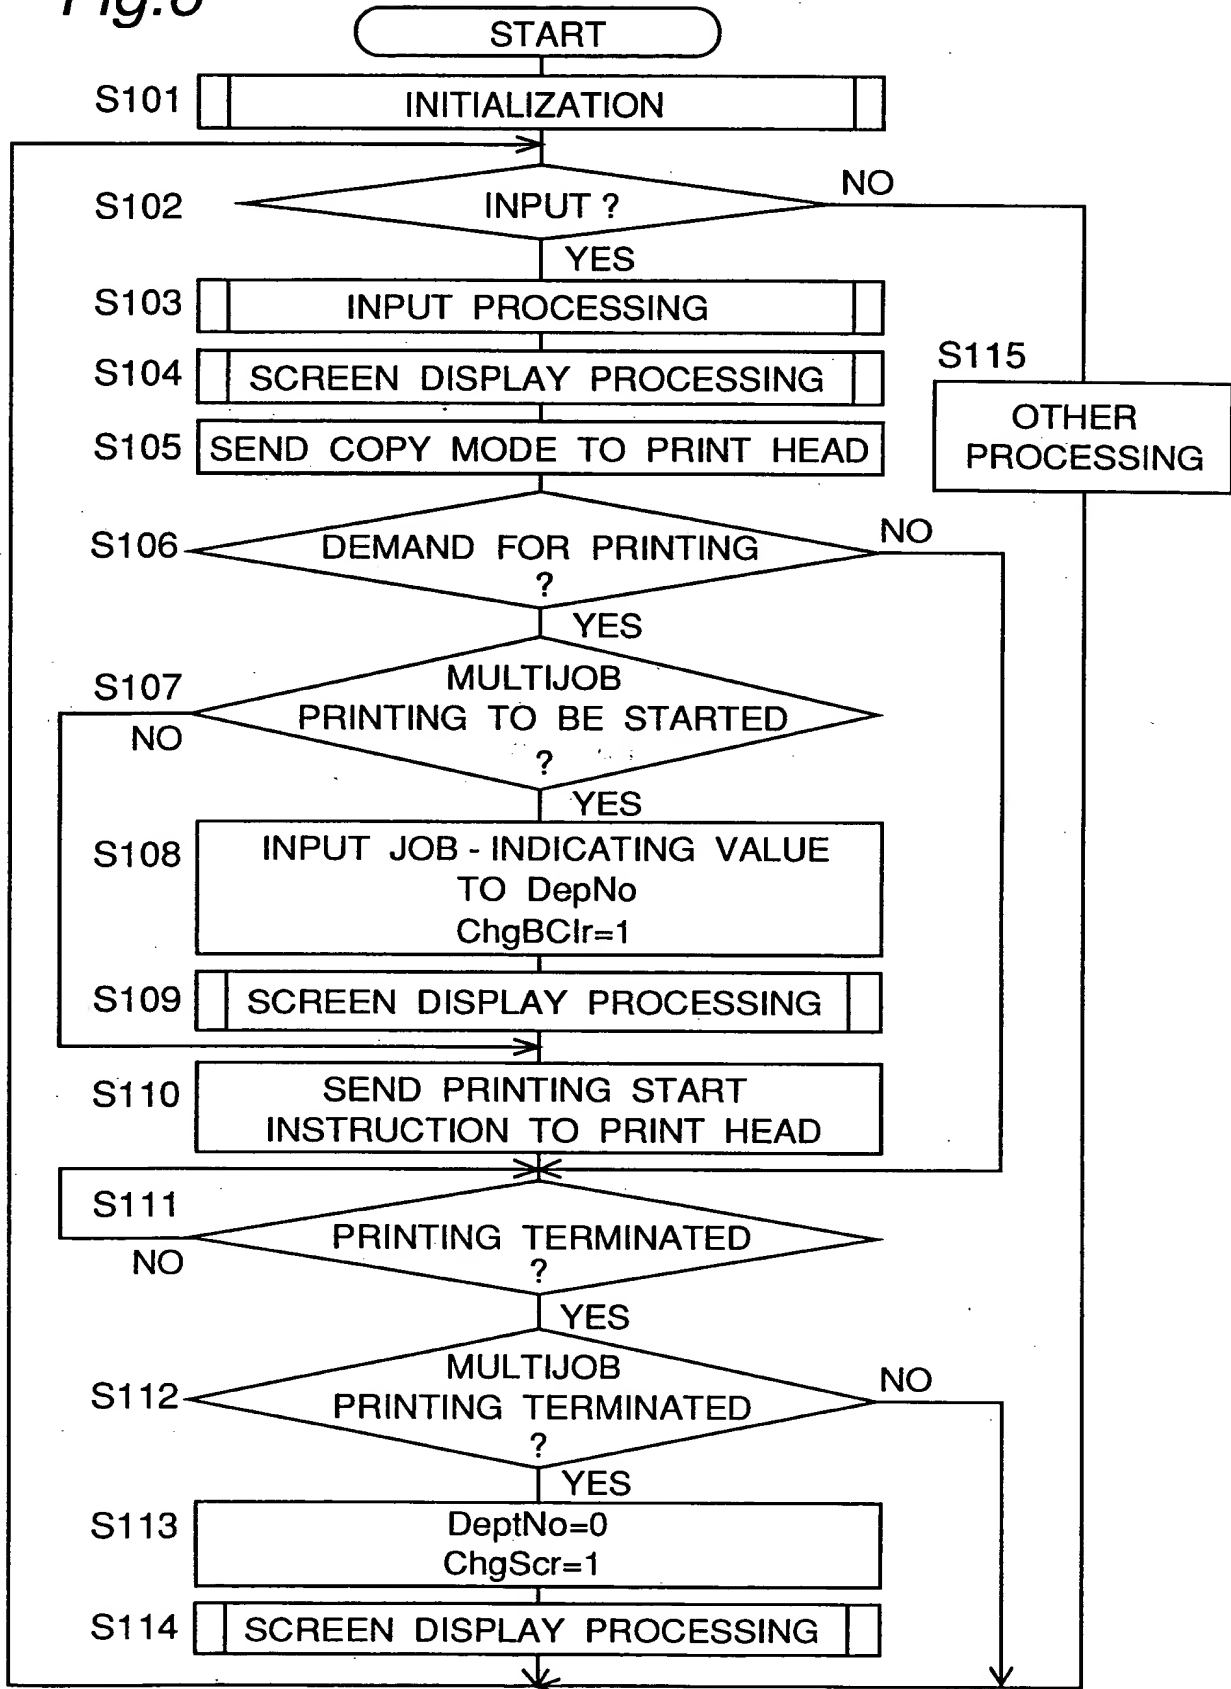 START
S101
INITIALIZATION
S102
INPUT ?
NO
YES
S103
INPUT PROCESSING
S104
SCREEN DISPLAY PROCESSING
S115
OTHER
PROCESSING
S105
SEND COPY MODE TO PRINT HEAD
S106
DEMAND FOR PRINTING
?
NO
YES
S107
MULTIJOB
PRINTING TO BE STARTED
?
NO
YES
S108
INPUT JOB - INDICATING VALUE
TO DepNo
ChgBClr=1
S109
SCREEN DISPLAY PROCESSING
S110
SEND PRINTING START
INSTRUCTION TO PRINT HEAD
S111
PRINTING TERMINATED
?
NO
YES
S112
MULTIJOB
PRINTING TERMINATED
?
NO
YES
S113
DeptNo=0
ChgScr=1
S114
SCREEN DISPLAY PROCESSING